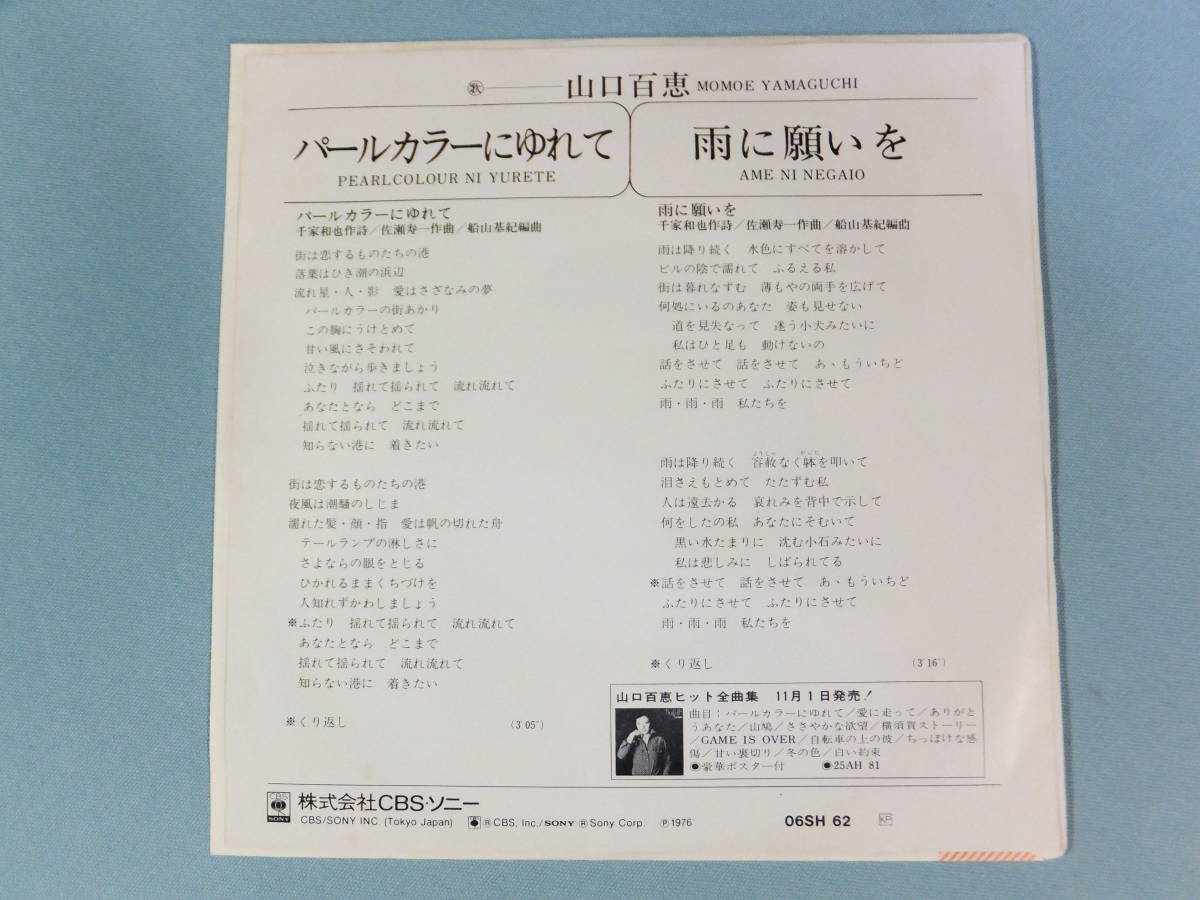 歌 山口百恵 MOMOE YAMAGUCHI
パールカラーにゆれて
PEARLCOLOUR NI YURETE
雨に願いを
AME NI NEGAIO
パールカラーにゆれて
千家和也作詩/佐瀬寿一作曲/船山基紀編曲
街は恋するものたちの港
落葉はひき潮の浜辺
流れ星・人・影 愛はさざなみの夢
パールカラーの街あかり
この胸にうけとめて
甘い風にさそわれて
泣きながら歩きましょう
ふたり 揺れて揺られて 流れ流れて
あなたとなら どこまで
揺れて揺られて 流れ流れて
知らない港に 着きたい
街は恋するものたちの港
夜風は潮騒のしじま
濡れた髪・顔・指 愛は帆の切れた舟
テールランプの淋しさに
さよならの眼をとじる
ひかれるままくちづけを
人知れずかわしましょう
※ふたり 揺れて揺られて 流れ流れて
あなたとなら どこまで
揺れて揺られて 流れ流れて
知らない港に 着きたい
※くり返し (3′05″)
雨に願いを
千家和也作詩/佐瀬寿一作曲/船山基紀編曲
雨は降り続く 水色にすべてを溶かして
ビルの陰で濡れて ふるえる私
街は暮れなずむ 薄もやの両手を広げて
何処にいるのあなた 姿も見せない
道を見失なって 迷う小犬みたいに
私はひと足も 動けないの
話をさせて 話をさせて あゝもういちど
ふたりにさせて ふたりにさせて
雨・雨・雨 私たちを
雨は降り続く 容赦なく躰を叩いて
泪さえもとめて たたずむ私
人は遠去かる 哀れみを背中で示して
何をしたの私 あなたにそむいて
黒い水たまりに 沈む小石みたいに
私は悲しみに しばられてる
※話をさせて 話をさせて あゝもういちど
ふたりにさせて ふたりにさせて
雨・雨・雨 私たちを
※くり返し (3′16″)
山口百恵ヒット全曲集 11月1日発売!
曲目:パールカラーにゆれて/愛に走って/ありがと
うあなた/山鳩/ささやかな欲望/横須賀ストーリー
/GAME IS OVER/自転車の上の彼/ちっぽけな感
傷/甘い裏切り/冬の色/白い約束
●豪華ポスター付 ●25AH 81
CBS SONY 株式会社CBS・ソニー
CBS/SONY INC. (Tokyo Japan) ®CBS, Inc./SONY ®Sony Corp. ℗1976 06SH 62 KP